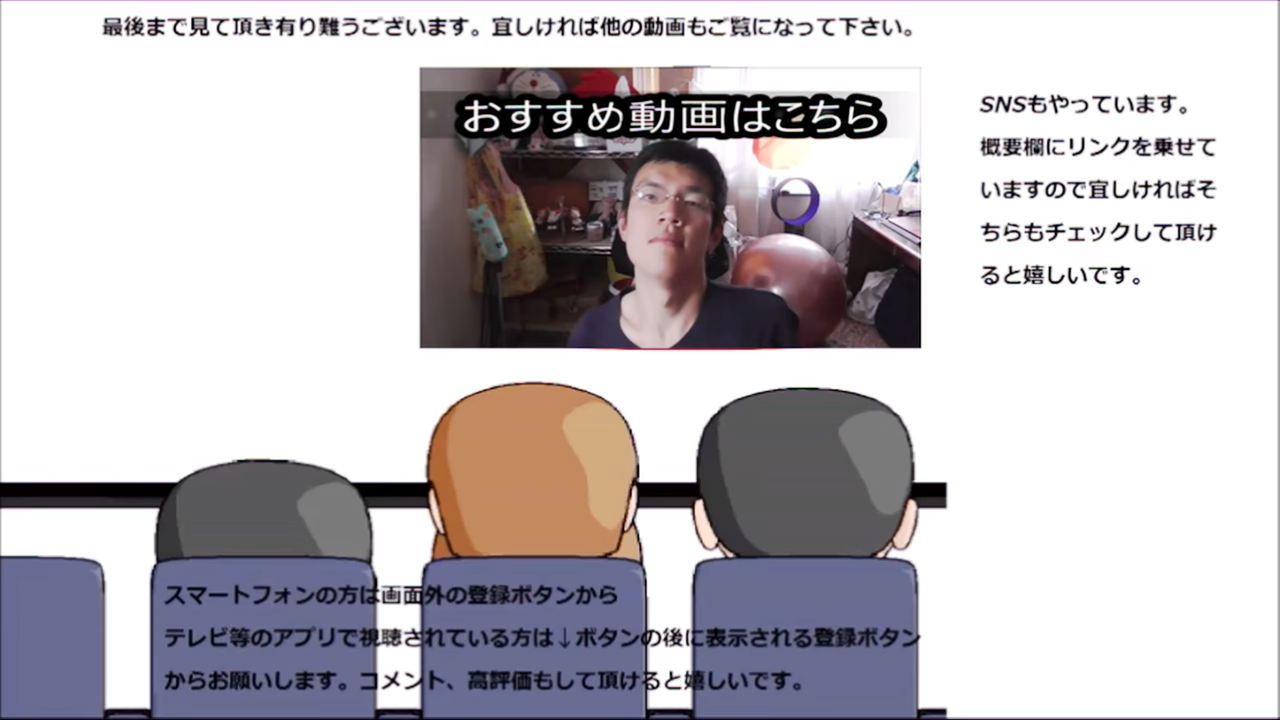 最後まで見て頂き有り難うございます。宜しければ他の動画もご覧になって下さい。
おすすめ動画はこちら
SNSもやっています。
概要欄にリンクを乗せて
いますので宜しければそ
ちらもチェックして頂け
ると嬉しいです。
スマートフォンの方は画面外の登録ボタンから
テレビ等のアプリで視聴されている方は↓ボタンの後に表示される登録ボタン
からお願いします。コメント、高評価もして頂けると嬉しいです。